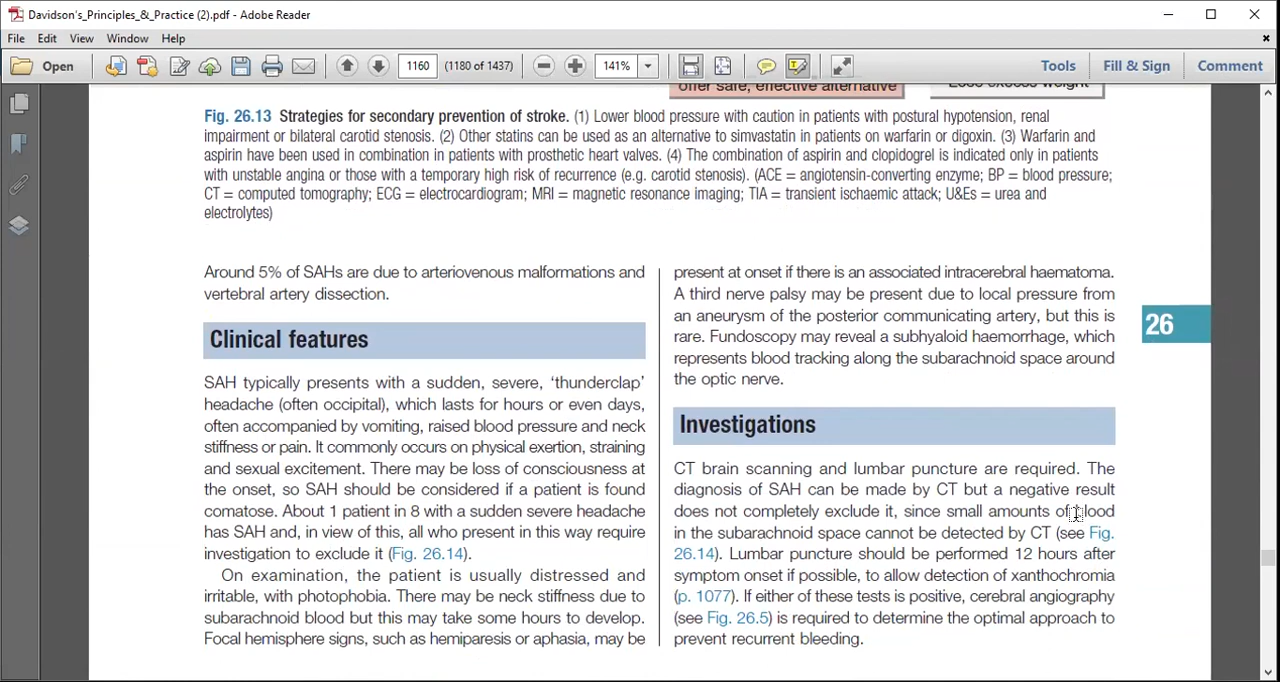 Davidson's_Principles_&_Practice (2).pdf - Adobe Reader
File Edit View Window Help
Open 1160 (1180 of 1437) 141% Tools Fill & Sign Comment
offer safe, effective alternative
Lose excess weight
Fig. 26.13 Strategies for secondary prevention of stroke. (1) Lower blood pressure with caution in patients with postural hypotension, renal
impairment or bilateral carotid stenosis. (2) Other statins can be used as an alternative to simvastatin in patients on warfarin or digoxin. (3) Warfarin and
aspirin have been used in combination in patients with prosthetic heart valves. (4) The combination of aspirin and clopidogrel is indicated only in patients
with unstable angina or those with a temporary high risk of recurrence (e.g. carotid stenosis). (ACE = angiotensin-converting enzyme; BP = blood pressure;
CT = computed tomography; ECG = electrocardiogram; MRI = magnetic resonance imaging; TIA = transient ischaemic attack; U&Es = urea and
electrolytes)
Around 5% of SAHs are due to arteriovenous malformations and
vertebral artery dissection.
Clinical features
SAH typically presents with a sudden, severe, 'thunderclap'
headache (often occipital), which lasts for hours or even days,
often accompanied by vomiting, raised blood pressure and neck
stiffness or pain. It commonly occurs on physical exertion, straining
and sexual excitement. There may be loss of consciousness at
the onset, so SAH should be considered if a patient is found
comatose. About 1 patient in 8 with a sudden severe headache
has SAH and, in view of this, all who present in this way require
investigation to exclude it (Fig. 26.14).
On examination, the patient is usually distressed and
irritable, with photophobia. There may be neck stiffness due to
subarachnoid blood but this may take some hours to develop.
Focal hemisphere signs, such as hemiparesis or aphasia, may be
present at onset if there is an associated intracerebral haematoma.
A third nerve palsy may be present due to local pressure from
an aneurysm of the posterior communicating artery, but this is
rare. Fundoscopy may reveal a subhyaloid haemorrhage, which
represents blood tracking along the subarachnoid space around
the optic nerve.
Investigations
CT brain scanning and lumbar puncture are required. The
diagnosis of SAH can be made by CT but a negative result
does not completely exclude it, since small amounts of blood
in the subarachnoid space cannot be detected by CT (see Fig.
26.14). Lumbar puncture should be performed 12 hours after
symptom onset if possible, to allow detection of xanthochromia
(p. 1077). If either of these tests is positive, cerebral angiography
(see Fig. 26.5) is required to determine the optimal approach to
prevent recurrent bleeding.
26